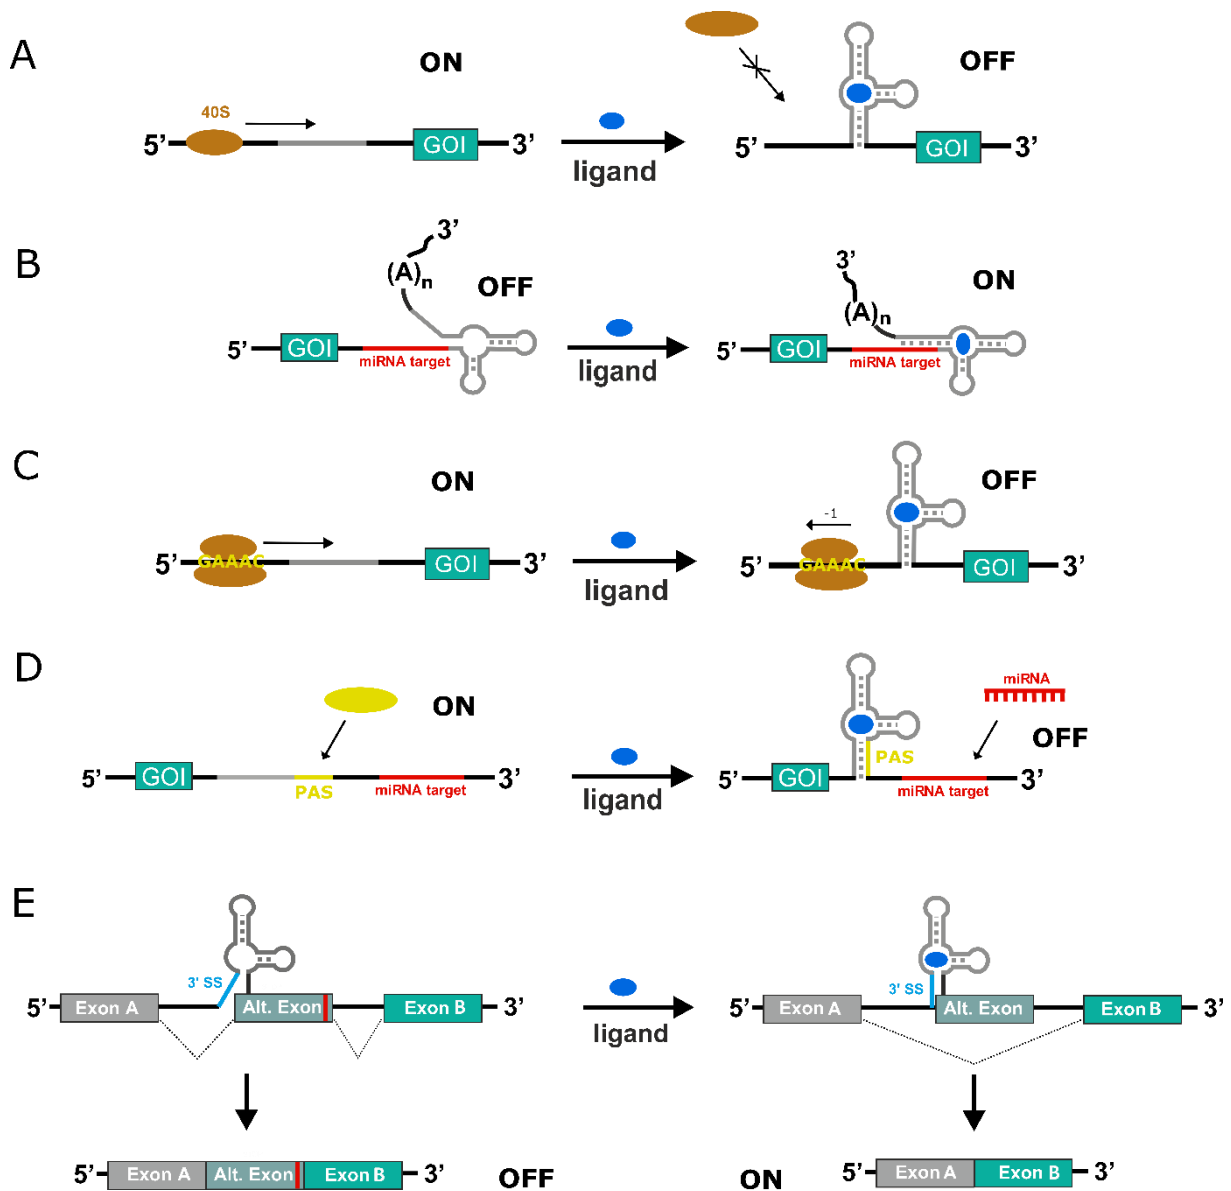 A
ON
OFF
40S
5’
GOI
3’
ligand
5’
GOI
3’
B
3’
(A)n
OFF
5’
GOI
miRNA target
ligand
3’
(A)n
ON
5’
GOI
miRNA target
C
ON
OFF
5’
GAAAC
GOI
3’
ligand
-1
5’
GAAAC
GOI
3’
D
ON
5’
GOI
PAS
miRNA target
3’
ligand
miRNA
OFF
PAS
5’
GOI
miRNA target
3’
E
3' SS
5’
Exon A
Alt. Exon
Exon B
3’
ligand
3' SS
5’
Exon A
Alt. Exon
Exon B
3’
5’
Exon A
Alt. Exon
Exon B
3’
OFF
ON
5’
Exon A
Exon B
3’